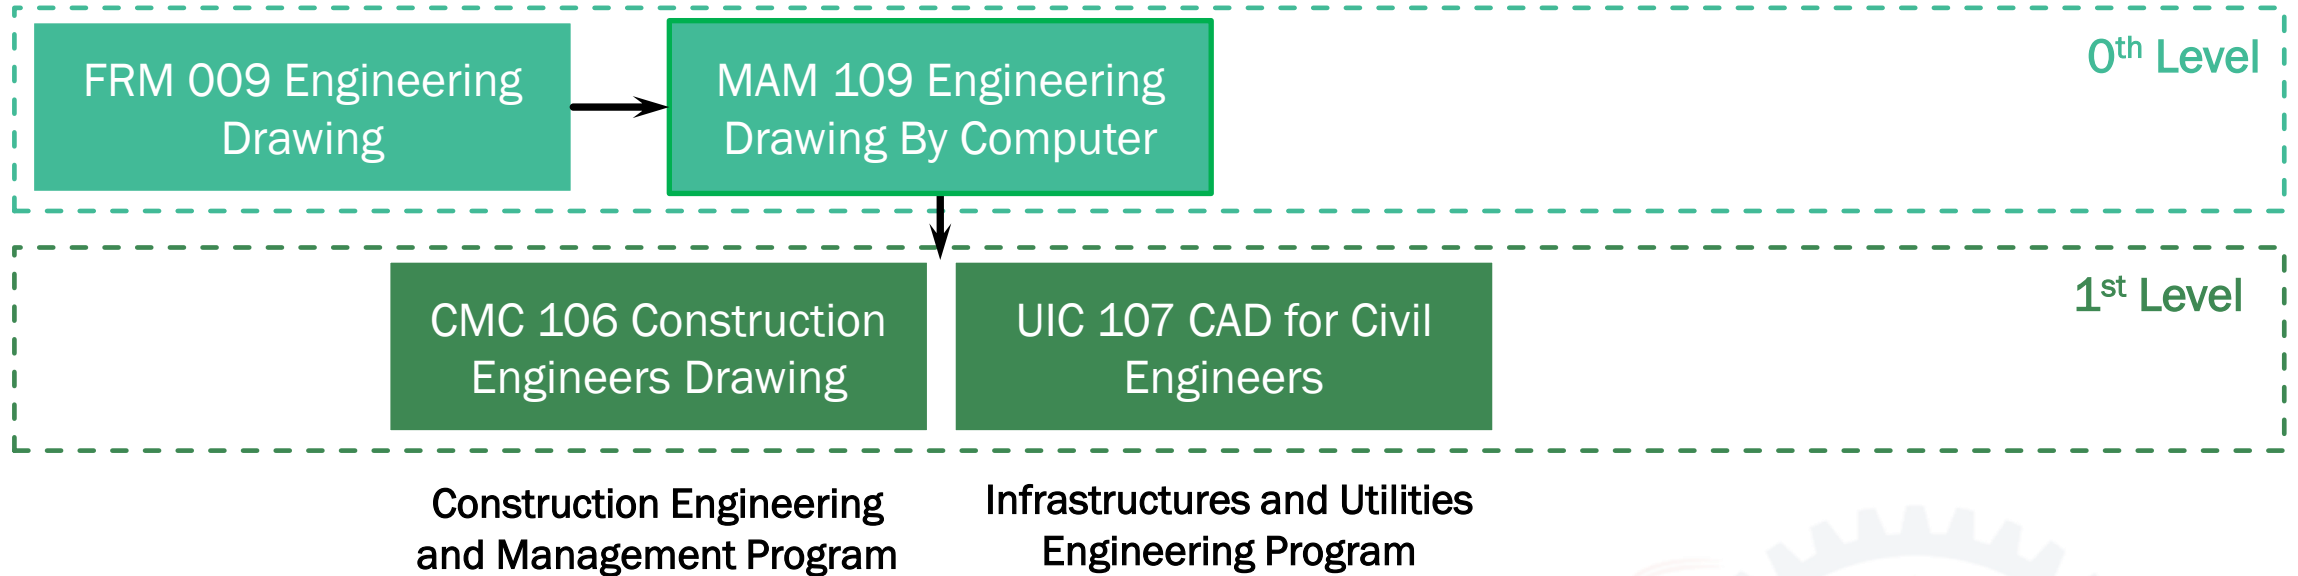 FRM 009 Engineering
Drawing
MAM 109 Engineering
Drawing By Computer
0th Level
CMC 106 Construction
Engineers Drawing
UIC 107 CAD for Civil
Engineers
1st Level
Construction Engineering
and Management Program
Infrastructures and Utilities
Engineering Program